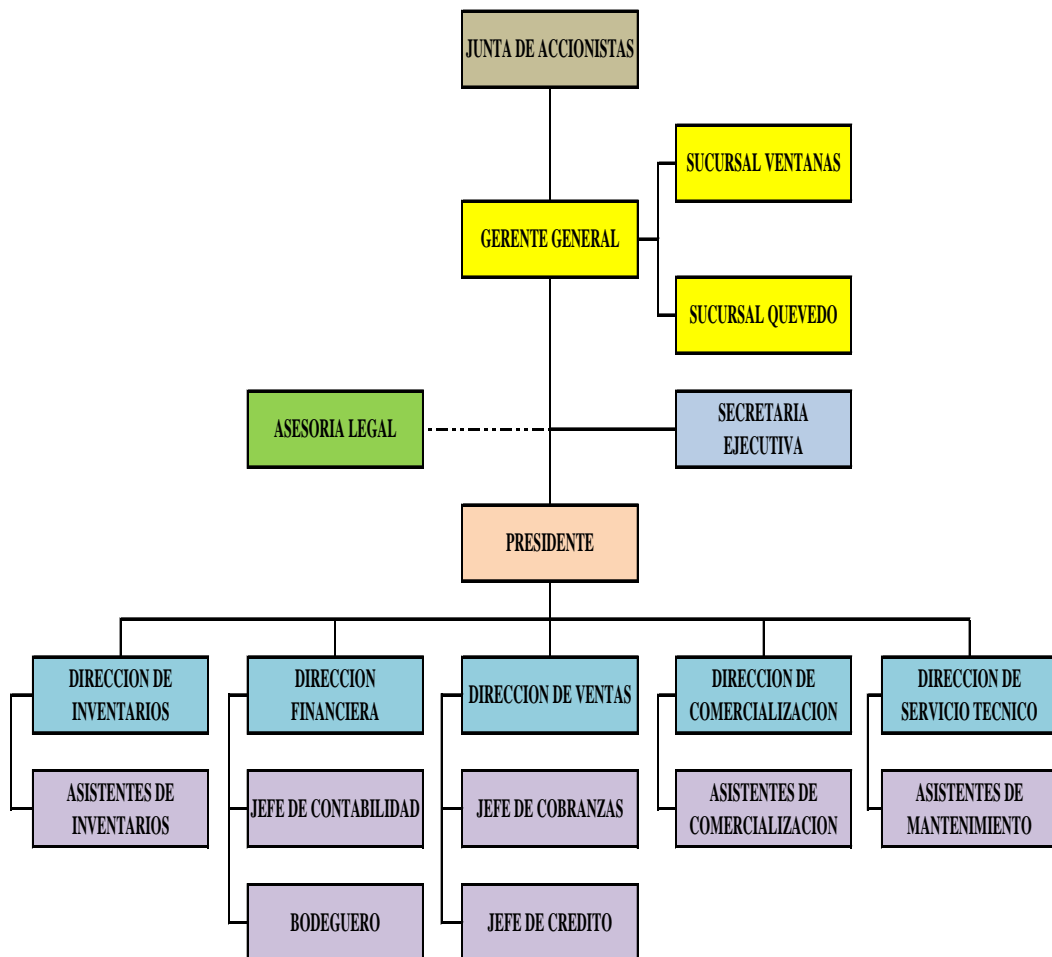 JUNTA DE ACCIONISTAS
SUCURSAL VENTANAS
GERENTE GENERAL
SUCURSAL QUEVEDO
ASESORIA LEGAL
SECRETARIA
EJECUTIVA
PRESIDENTE
DIRECCION DE
INVENTARIOS
DIRECCION
FINANCIERA
DIRECCION DE VENTAS
DIRECCION DE
COMERCIALIZACION
DIRECCION DE
SERVICIO TECNICO
ASISTENTES DE
INVENTARIOS
JEFE DE CONTABILIDAD
JEFE DE COBRANZAS
ASISTENTES DE
COMERCIALIZACION
ASISTENTES DE
MANTENIMIENTO
BODEGUERO
JEFE DE CREDITO